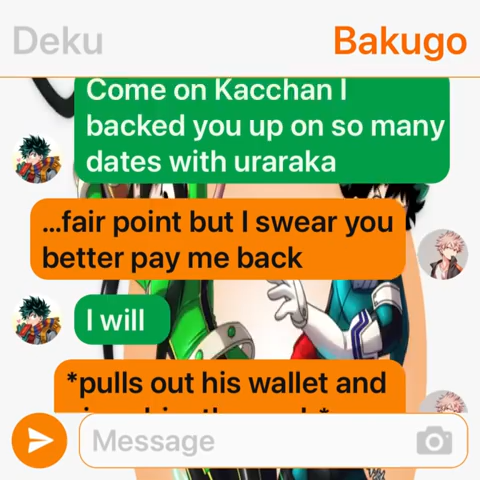 Deku
Bakugo
Come on Kacchan I
backed you up on so many
dates with uraraka
...fair point but I swear you
better pay me back
I will
*pulls out his wallet and
Message